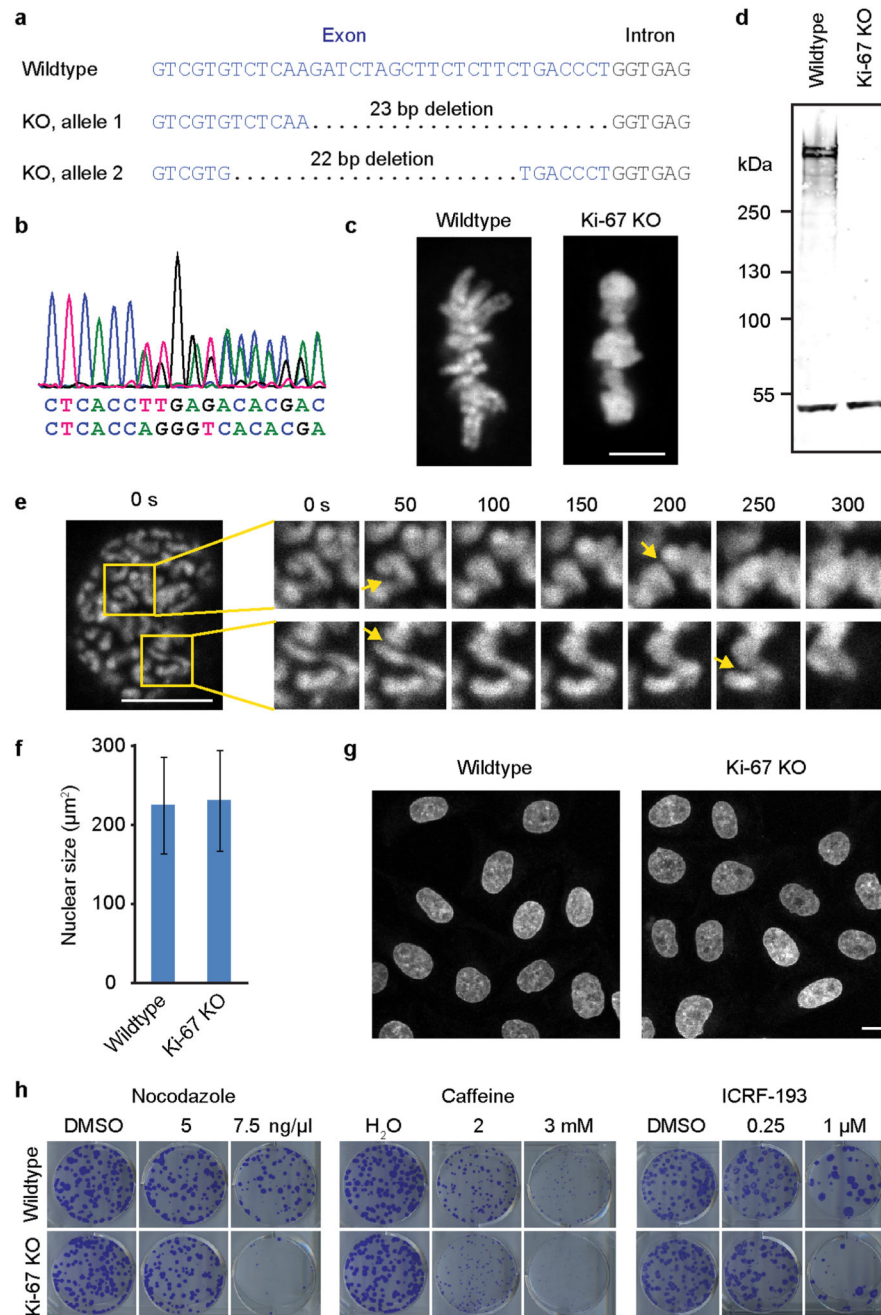 a
Exon Intron
Wildtype GTCGTGTCTCAAGATCTAGCTTCTCTTCTGACCCTGGTGAG
23 bp deletion
KO, allele 1 GTCGTGTCTCAA.......................GGTGAG
22 bp deletion
KO, allele 2 GTCGTG......................TGACCCTGGTGAG
b
CTCACCTTGAGACACGAC
CTCACCAGGGTCACACGA
c
Wildtype Ki-67 KO
d
Wildtype
Ki-67 KO
kDa
250
130
100
55
e
0 s 0 s 50 100 150 200 250 300
f
Nuclear size (µm²)
300
200
100
0
Wildtype
Ki-67 KO
g
Wildtype Ki-67 KO
h
Nocodazole Caffeine ICRF-193
DMSO 5 7.5 ng/µl H₂O 2 3 mM DMSO 0.25 1 µM
Wildtype
Ki-67 KO